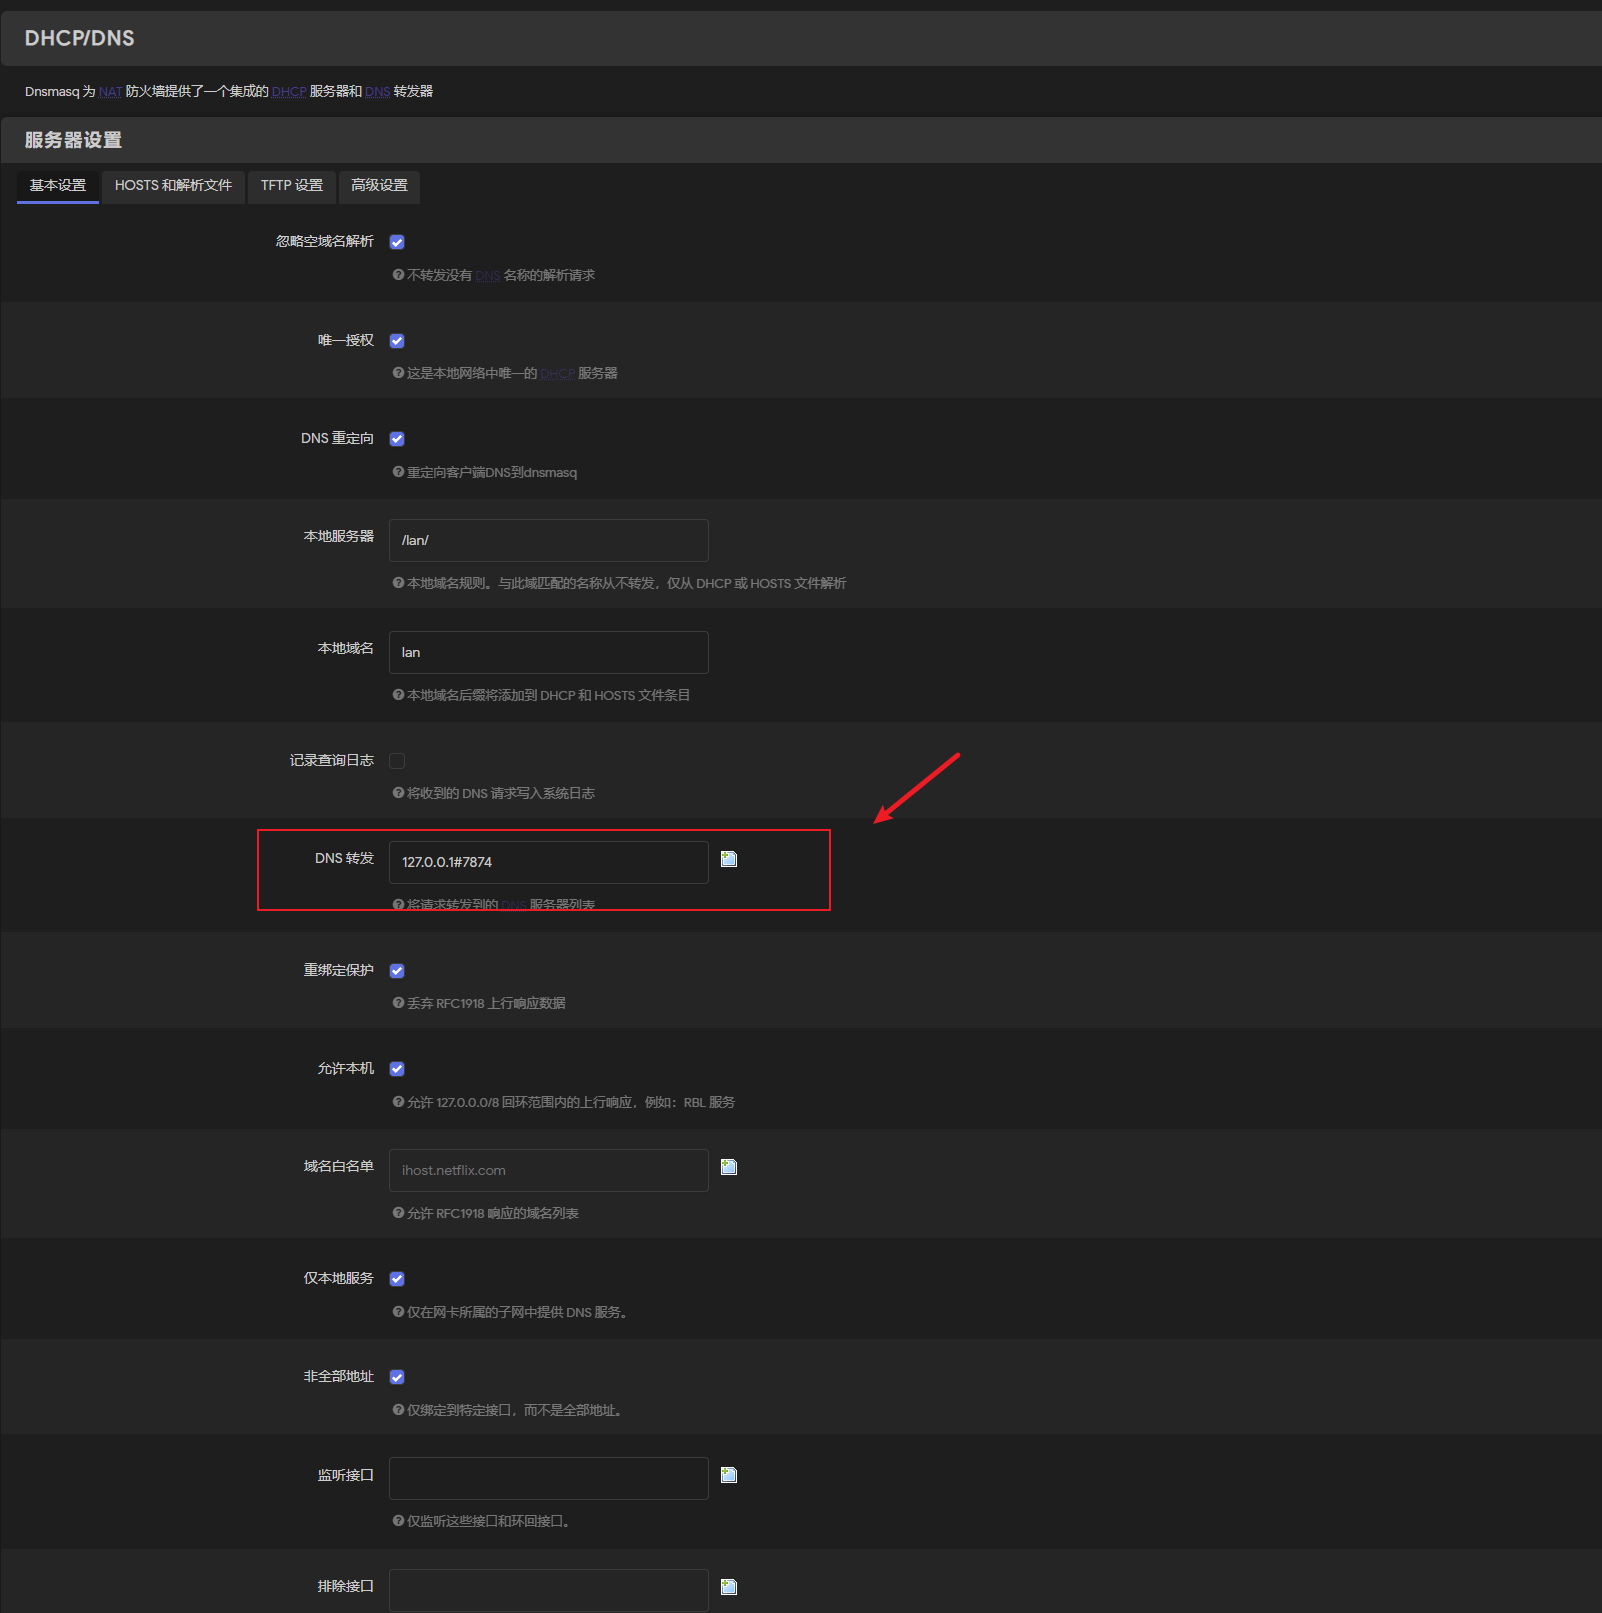 DHCP/DNS
Dnsmasq 为 NAT 防火墙提供了一个集成的 DHCP 服务器和 DNS 转发器
服务器设置
基本设置 HOSTS 和解析文件 TFTP 设置 高级设置
忽略空域名解析
不转发没有 DNS 名称的解析请求
唯一授权
这是本地网络中唯一的 DHCP 服务器
DNS 重定向
重定向客户端DNS到dnsmasq
本地服务器 /lan/
本地域名规则。与此域匹配的名称从不转发，仅从 DHCP 或 HOSTS 文件解析
本地域名 lan
本地域名后缀将添加到 DHCP 和 HOSTS 文件条目
记录查询日志
将收到的 DNS 请求写入系统日志
DNS 转发 127.0.0.1#7874
将请求转发到的 DNS 服务器列表
重绑定保护
丢弃 RFC1918 上行响应数据
允许本机
允许 127.0.0.0/8 回环范围内的上行响应，例如：RBL 服务
域名白名单 ihost.netflix.com
允许 RFC1918 响应的域名列表
仅本地服务
仅在网卡所属的子网中提供 DNS 服务。
非全部地址
仅绑定到特定接口，而不是全部地址。
监听接口
仅监听这些接口和环回接口。
排除接口